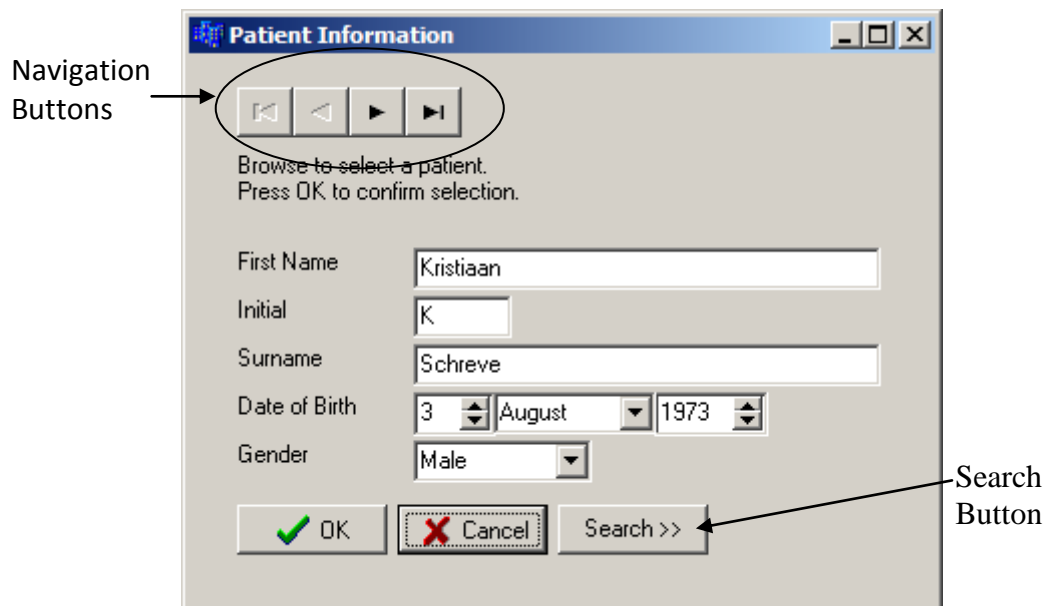 Patient Information
Navigation
Buttons
Browse to select a patient.
Press OK to confirm selection.
First Name
Kristiaan
Initial
K
Surname
Schreve
Date of Birth
3 August 1973
Gender
Male
OK Cancel Search >>
Search
Button